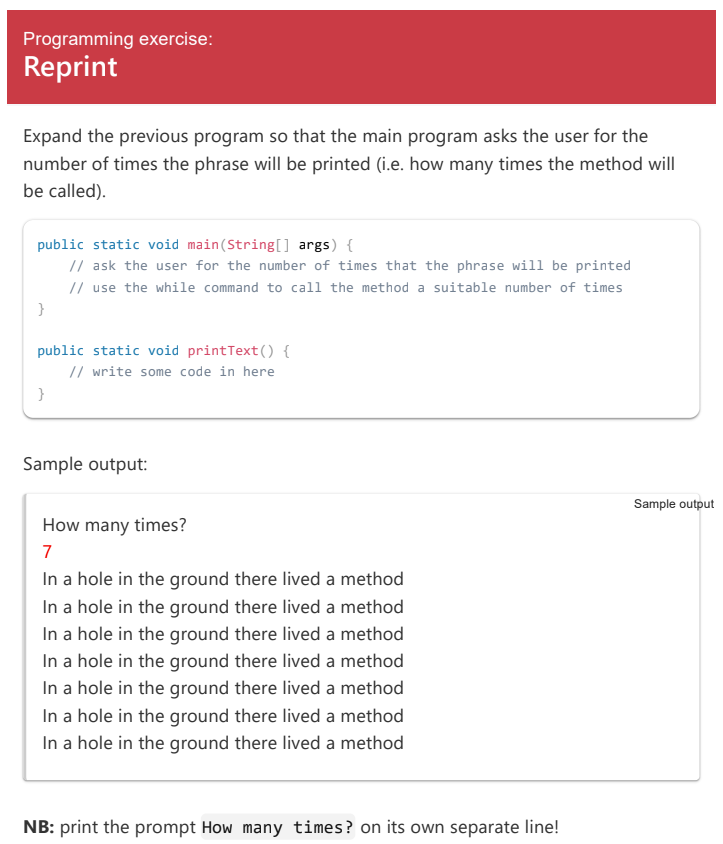 Programming exercise:
Reprint
Expand the previous program so that the main program asks the user for the
number of times the phrase will be printed (i.e. how many times the method will
be called).
public static void main(String[] args) {
    // ask the user for the number of times that the phrase will be printed
    // use the while command to call the method a suitable number of times
}

public static void printText() {
    // write some code in here
}
Sample output:
Sample output
How many times?
7
In a hole in the ground there lived a method
In a hole in the ground there lived a method
In a hole in the ground there lived a method
In a hole in the ground there lived a method
In a hole in the ground there lived a method
In a hole in the ground there lived a method
In a hole in the ground there lived a method
NB: print the prompt How many times? on its own separate line!